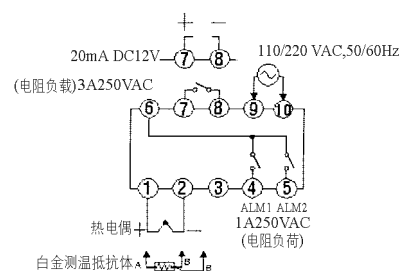 + −
20mA DC12V 7 8
110/220 VAC,50/60Hz
(电阻负载)3A250VAC
6 7 8 9 10
1 2 3 4 5
ALM1 ALM2
热电偶 + −
1A250VAC
(电阻负荷)
白金测温抵抗体 A B B